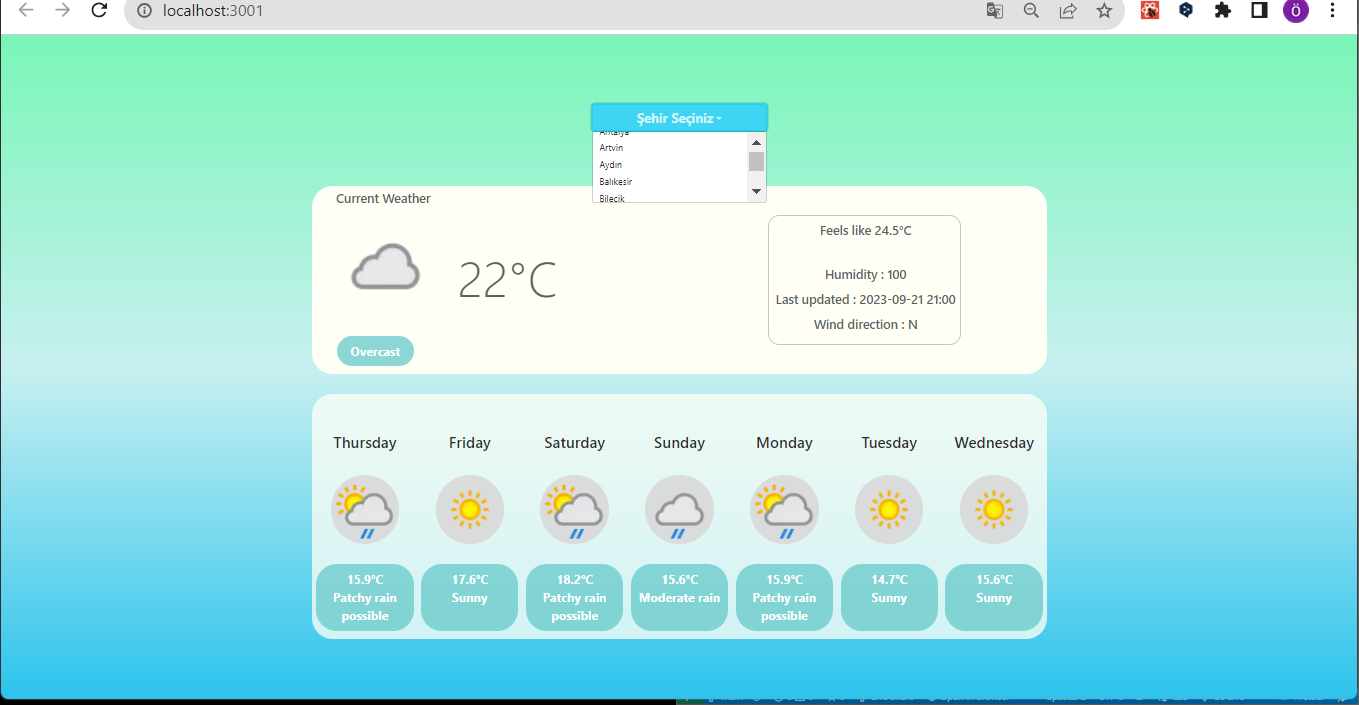 localhost:3001
Ö
Şehir Seçiniz
Antalya
Artvin
Aydın
Balıkesir
Bilecik
Current Weather
22°C
Feels like 24.5°C
Humidity : 100
Last updated : 2023-09-21 21:00
Wind direction : N
Overcast
Thursday Friday Saturday Sunday Monday Tuesday Wednesday
15.9°C
Patchy rain
possible
17.6°C
Sunny
18.2°C
Patchy rain
possible
15.6°C
Moderate rain
15.9°C
Patchy rain
possible
14.7°C
Sunny
15.6°C
Sunny